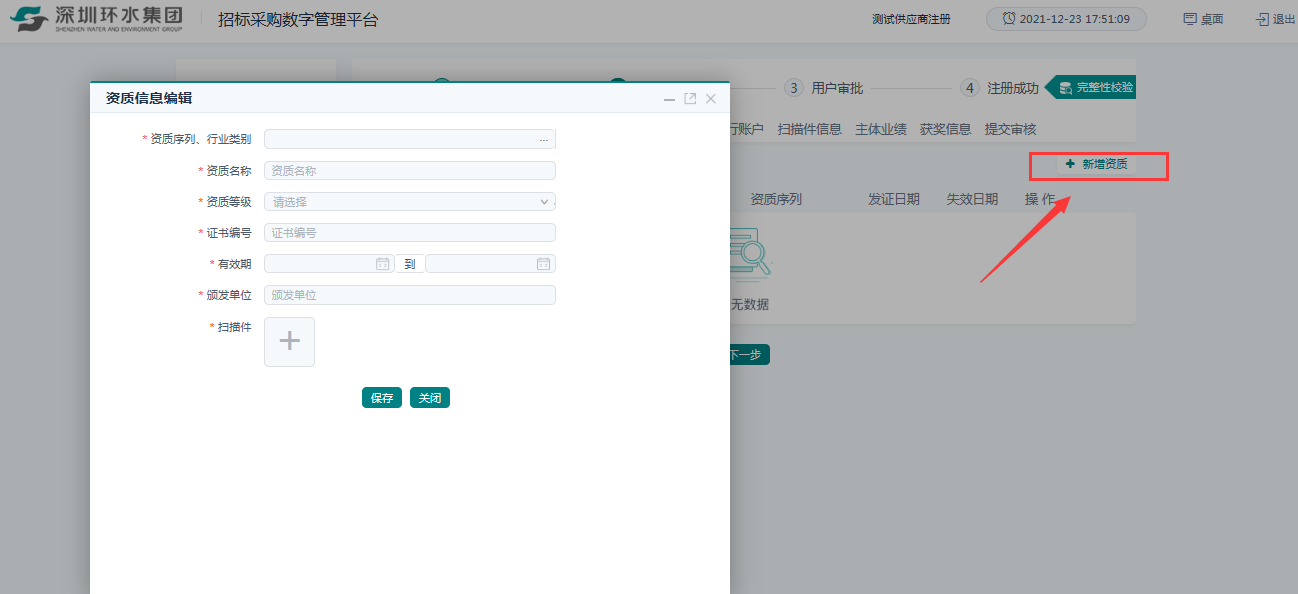 深圳环水集团
SHENZHEN WATER AND ENVIRONMENT GROUP
招标采购数字管理平台
测试供应商注册
2021-12-23 17:51:09
桌面
退出
3 用户审批
4 注册成功
完整性校验
行账户 扫描件信息 主体业绩 获奖信息 提交审核
新增资质
资质序列 发证日期 失效日期 操作
无数据
下一步
资质信息编辑
* 资质序列、行业类别 ...
* 资质名称 资质名称
* 资质等级 请选择
* 证书编号 证书编号
* 有效期 到
* 颁发单位 颁发单位
* 扫描件
保存 关闭